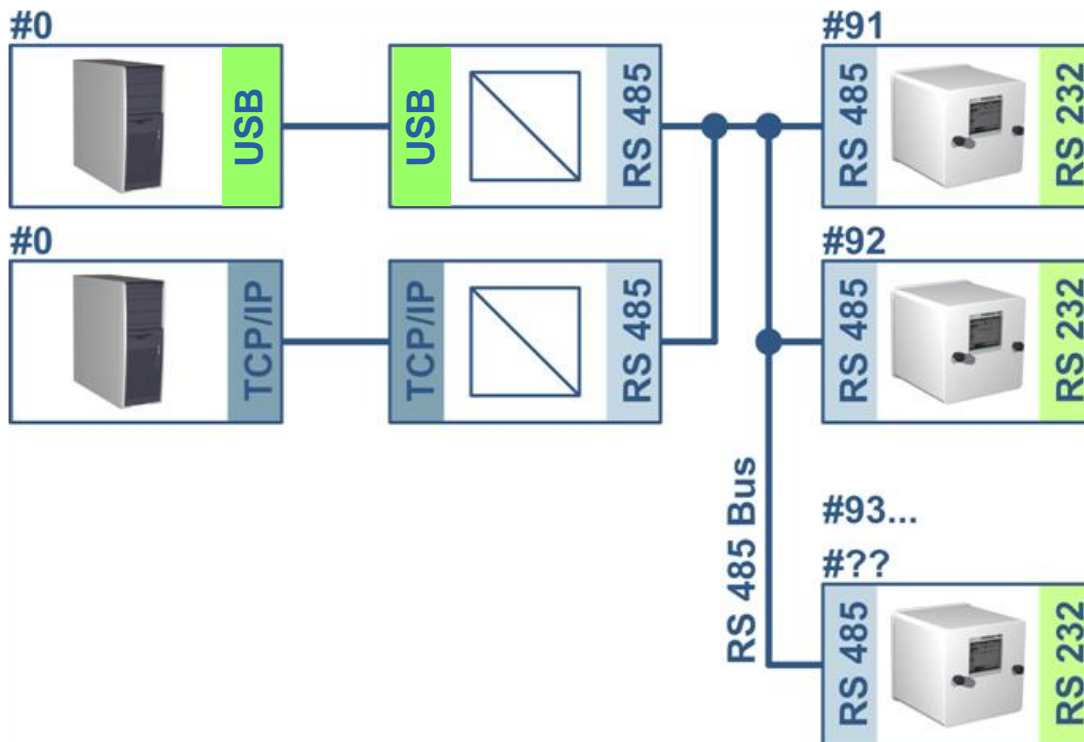 #0
USB
USB
RS 485
#91
RS 485
RS 232
#0
TCP/IP
TCP/IP
RS 485
#92
RS 485
RS 232
RS 485 Bus
#93...
#??
RS 485
RS 232